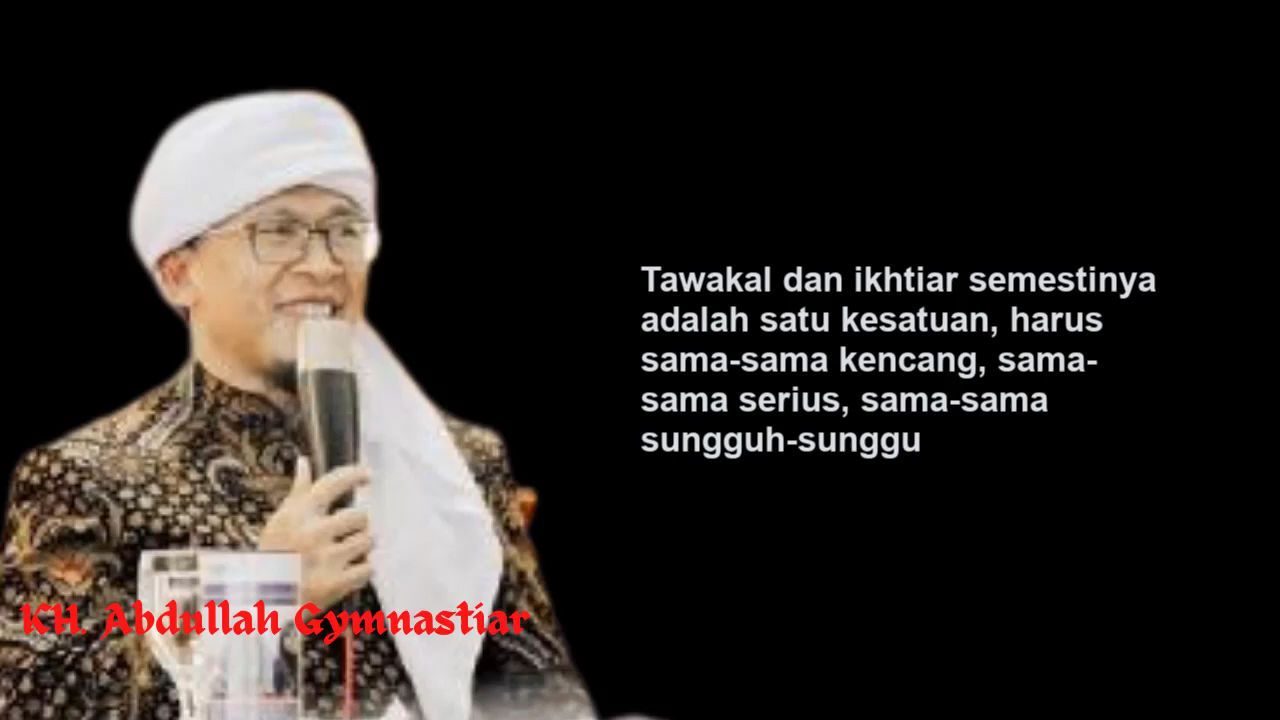 Tawakal dan ikhtiar semestinya
adalah satu kesatuan, harus
sama-sama kencang, sama-
sama serius, sama-sama
sungguh-sunggu
KH. Abdullah Gymnastiar